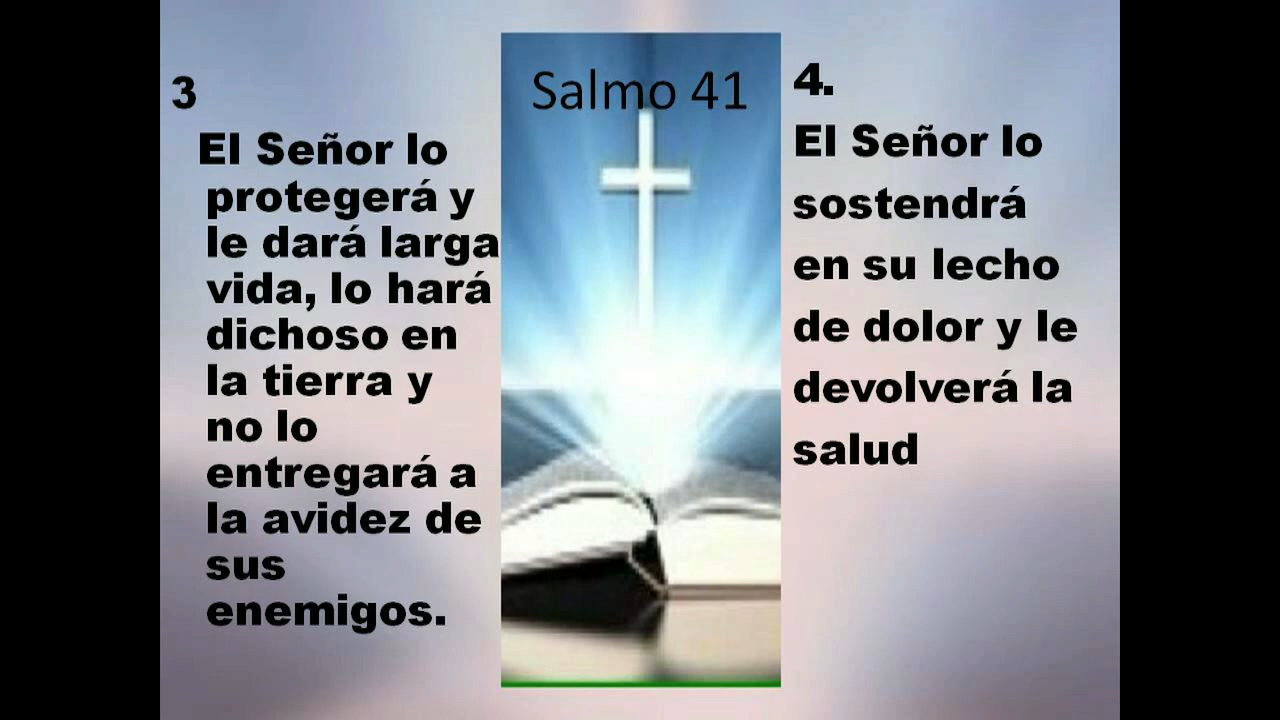 Salmo 41
3
El Señor lo
protegerá y
le dará larga
vida, lo hará
dichoso en
la tierra y
no lo
entregará a
la avidez de
sus
enemigos.
4.
El Señor lo
sostendrá
en su lecho
de dolor y le
devolverá la
salud